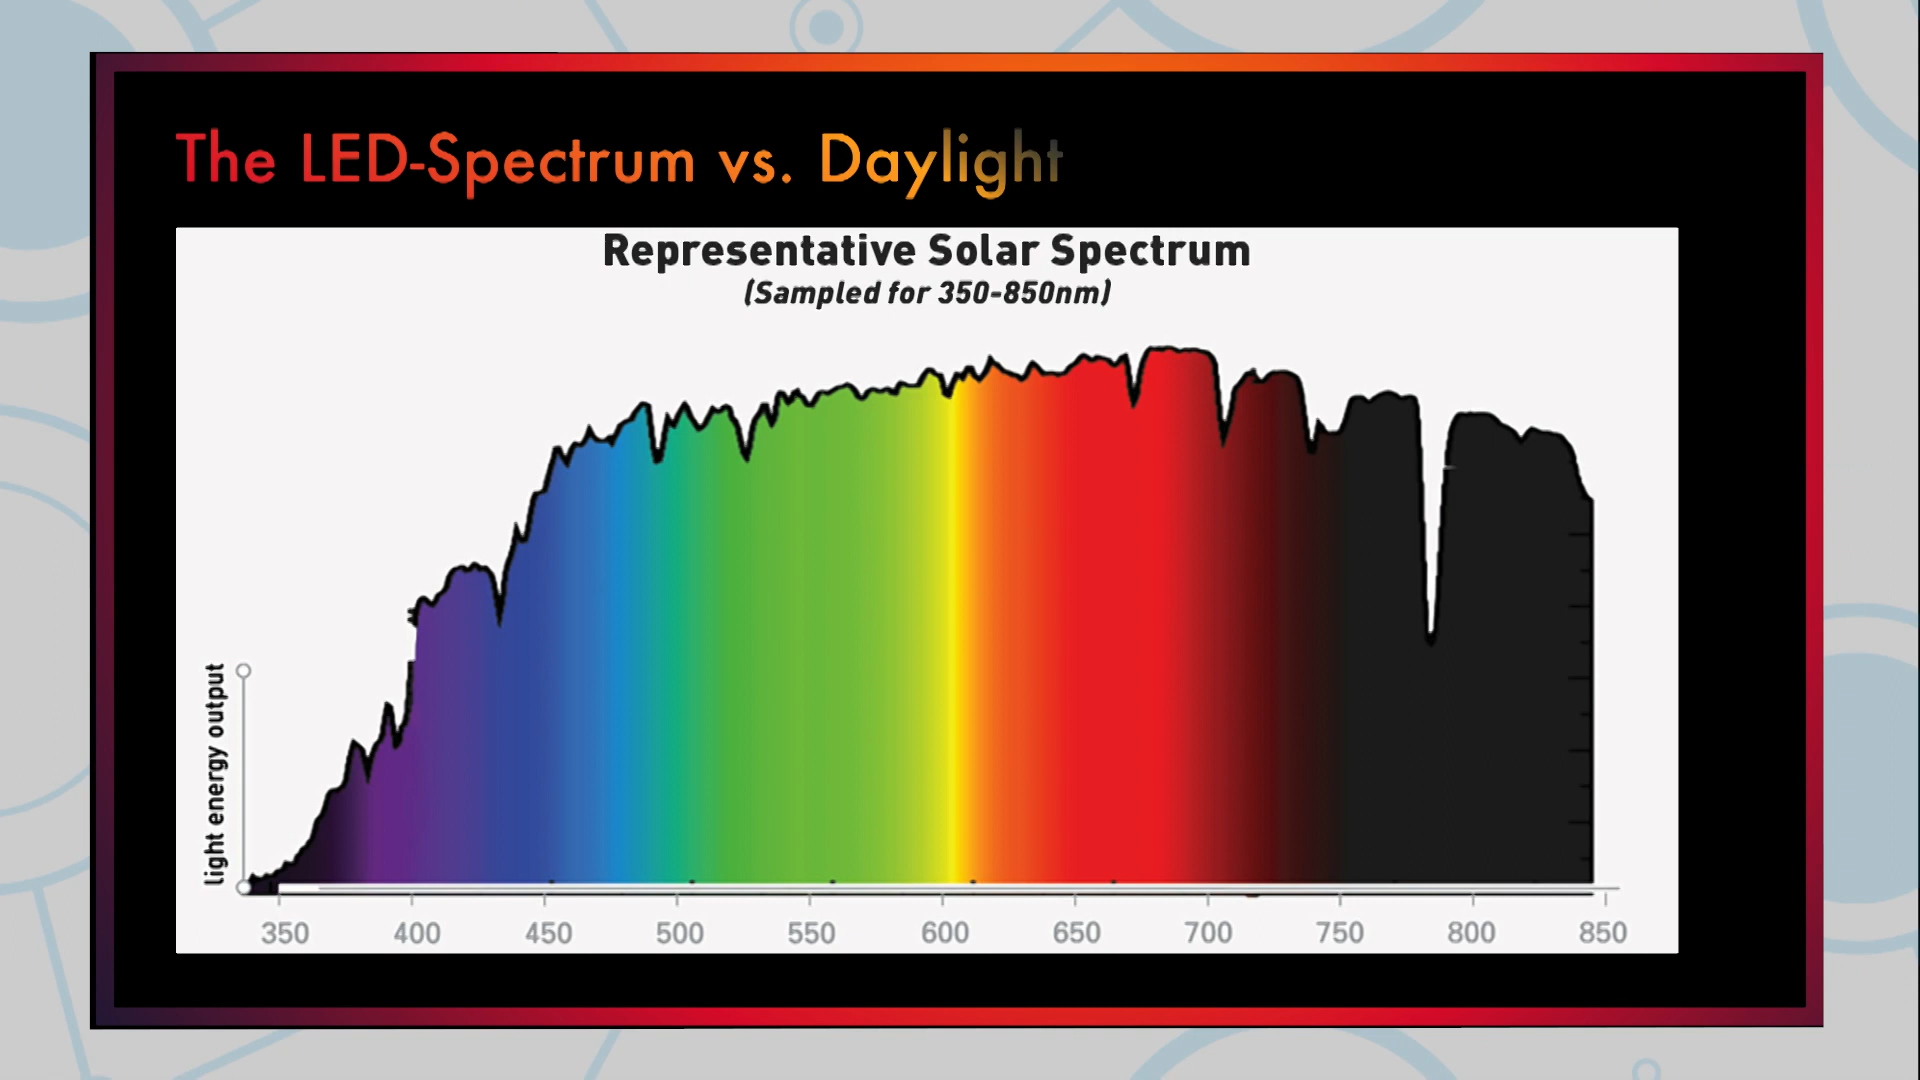 The LED-Spectrum vs. Daylight
Representative Solar Spectrum
(Sampled for 350-850nm)
light energy output
350 400 450 500 550 600 650 700 750 800 850